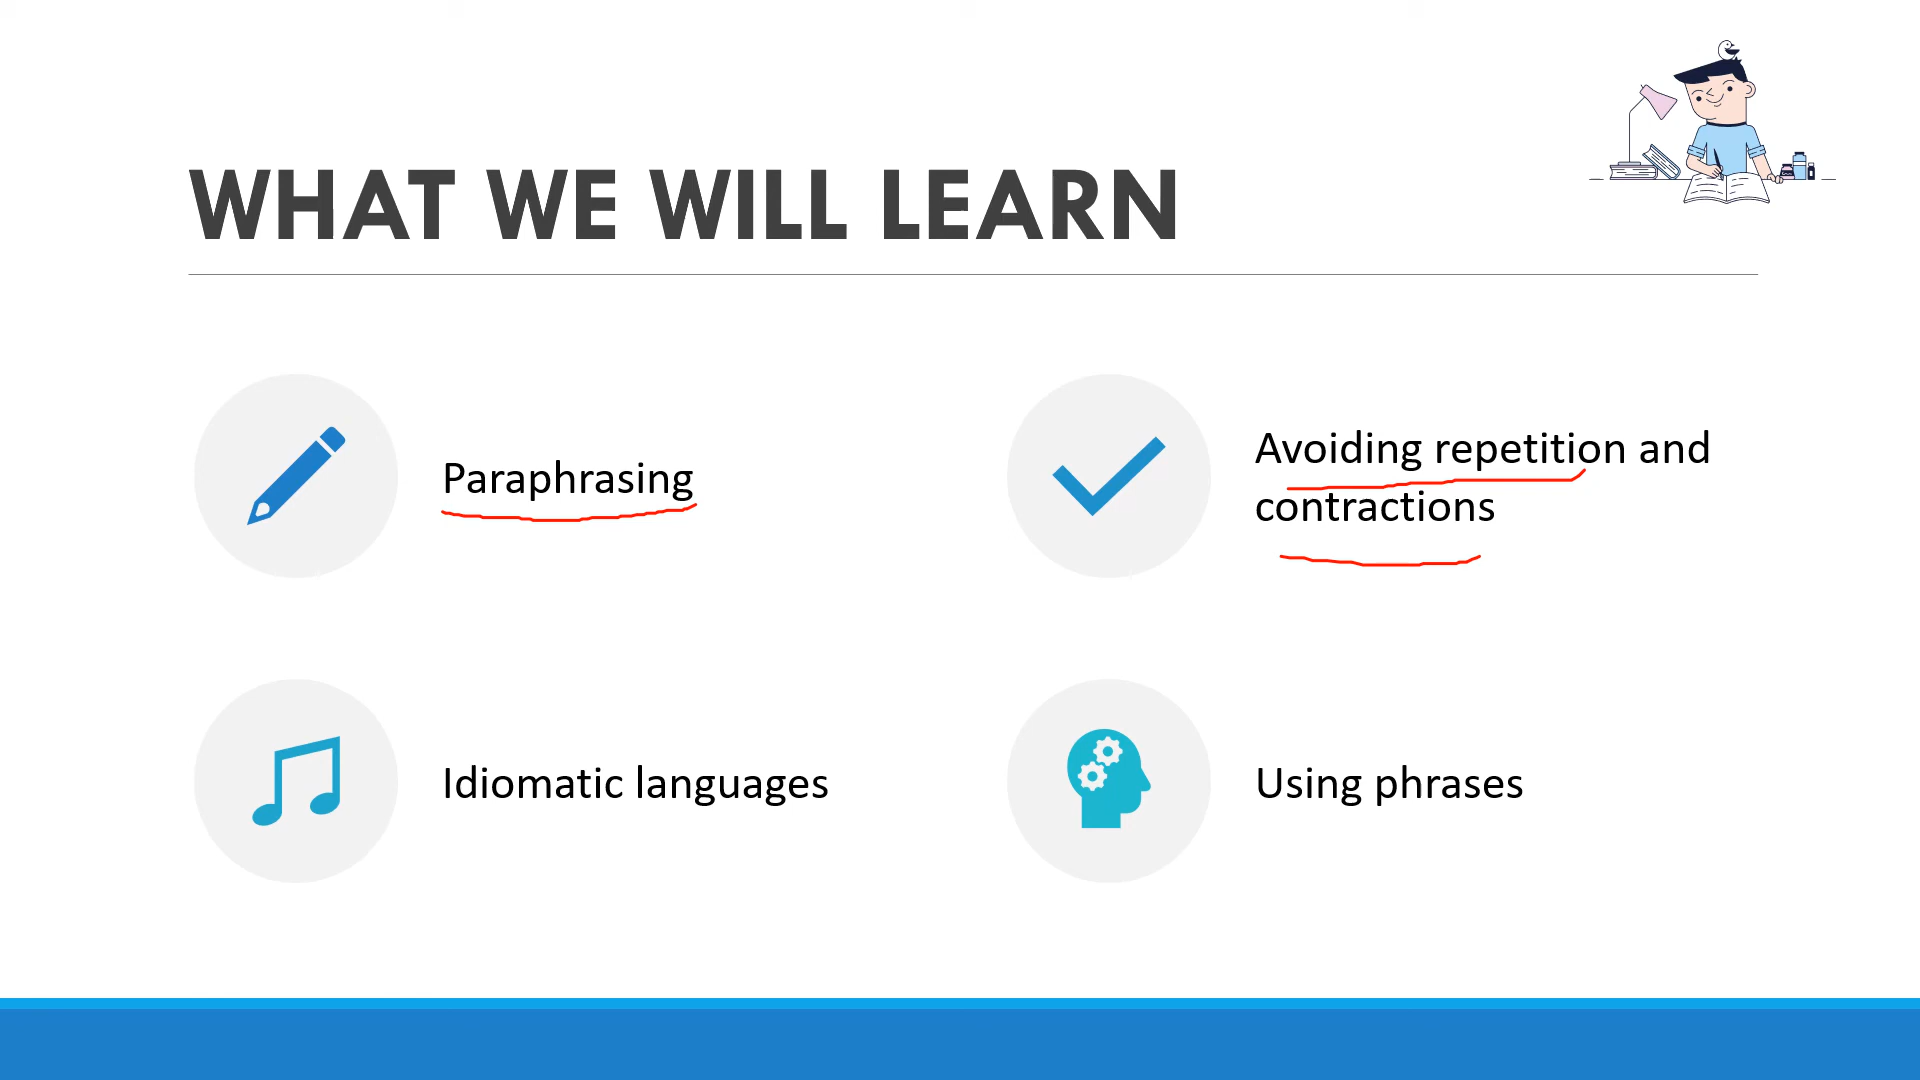 WHAT WE WILL LEARN
Paraphrasing
Avoiding repetition and
contractions
Idiomatic languages
Using phrases